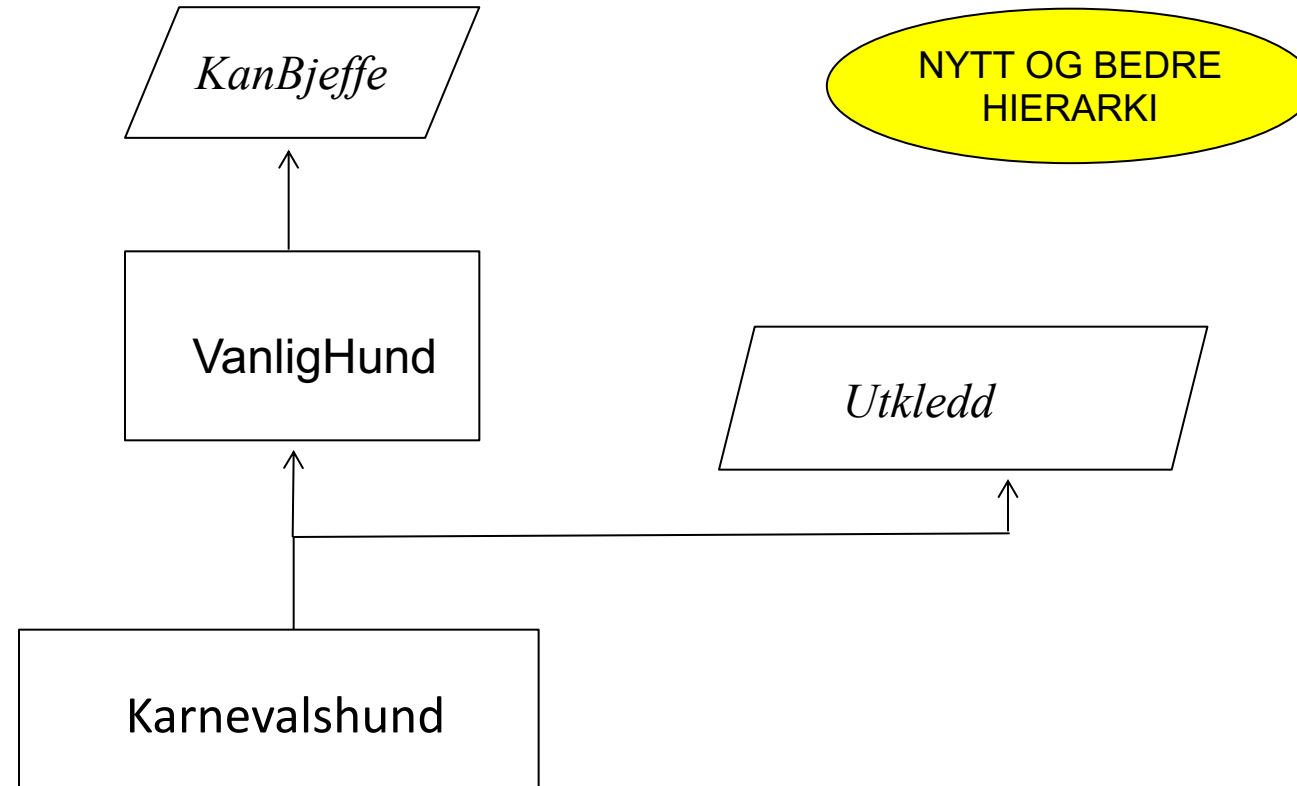 KanBjeffe
NYTT OG BEDRE
HIERARKI
VanligHund
Utkledd
Karnevalshund